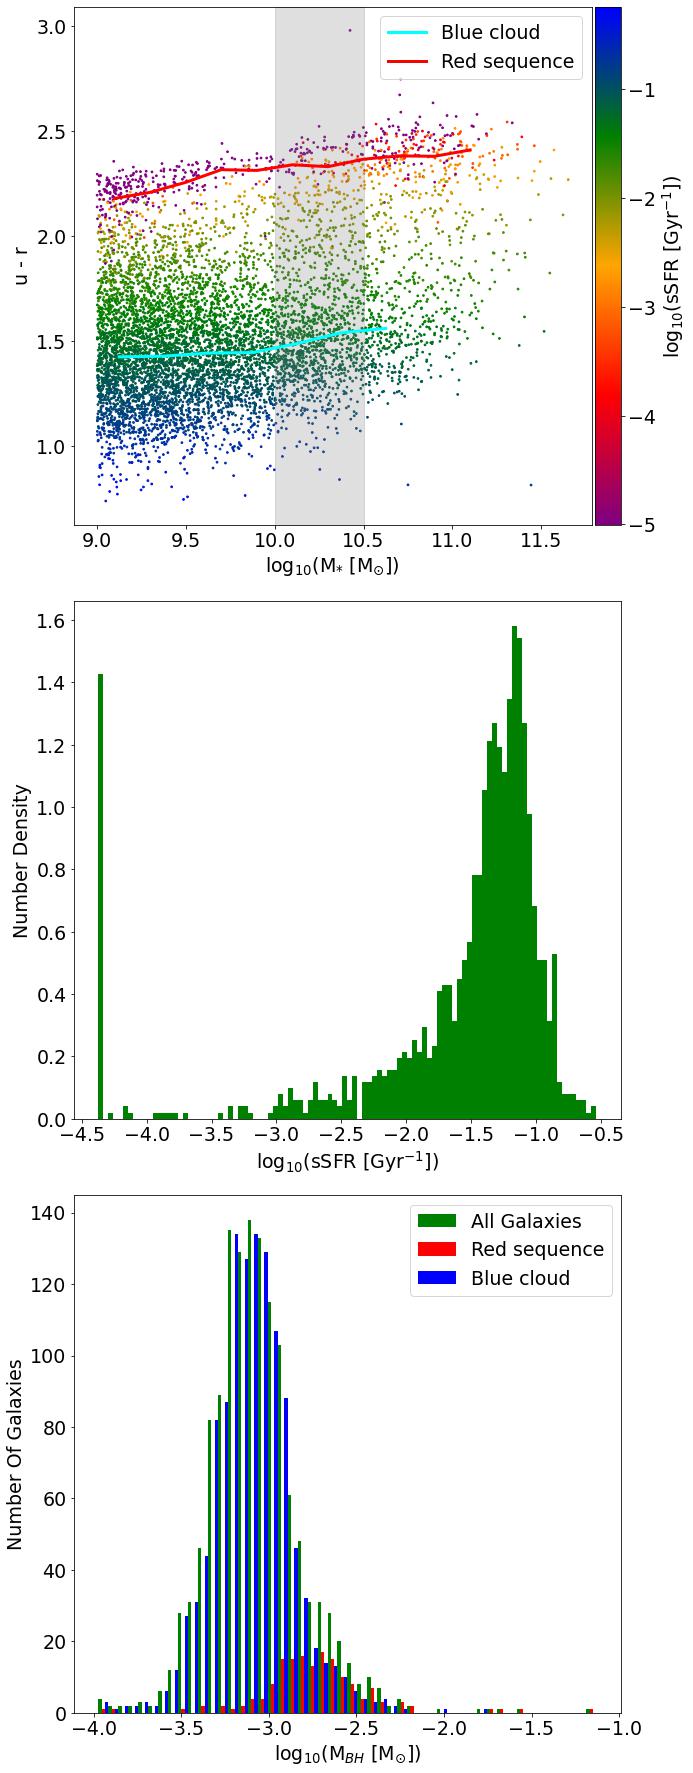 3.0
2.5
2.0
1.5
1.0
u - r
9.0 9.5 10.0 10.5 11.0 11.5
log10(M* [M⊙])
Blue cloud
Red sequence
−1
−2
−3
−4
−5
log10(sSFR [Gyr−1])
1.6
1.4
1.2
1.0
0.8
0.6
0.4
0.2
0.0
Number Density
−4.5 −4.0 −3.5 −3.0 −2.5 −2.0 −1.5 −1.0 −0.5
log10(sSFR [Gyr−1])
140
120
100
80
60
40
20
0
Number Of Galaxies
All Galaxies
Red sequence
Blue cloud
−4.0 −3.5 −3.0 −2.5 −2.0 −1.5 −1.0
log10(MBH [M⊙])